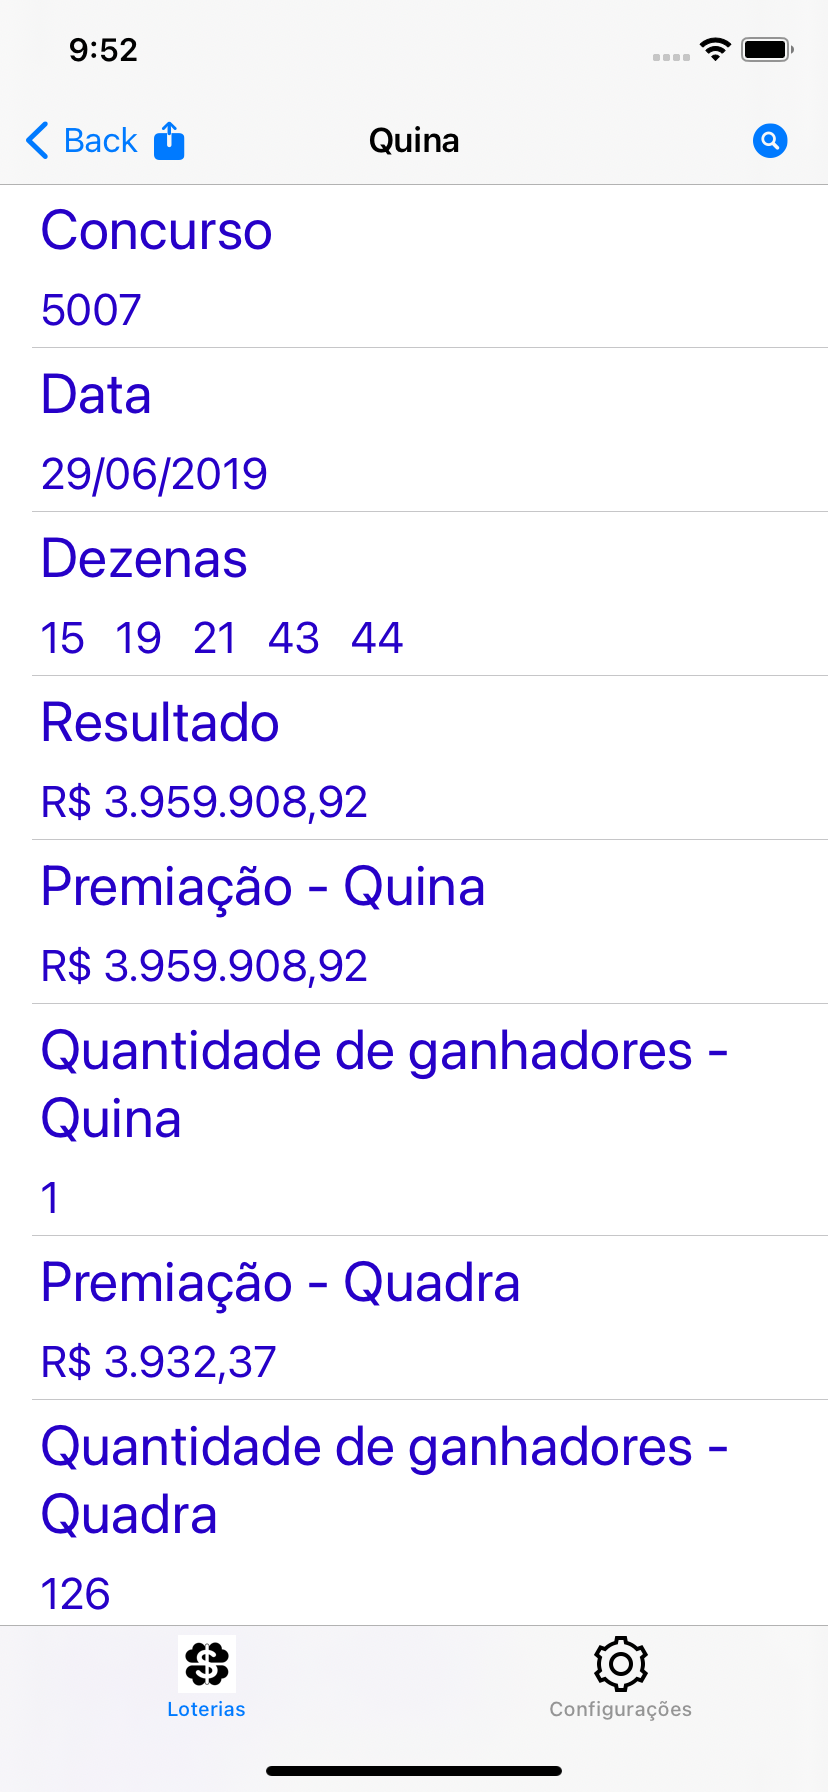 9:52
Back
Quina
Concurso
5007
Data
29/06/2019
Dezenas
15 19 21 43 44
Resultado
R$ 3.959.908,92
Premiação - Quina
R$ 3.959.908,92
Quantidade de ganhadores -
Quina
1
Premiação - Quadra
R$ 3.932,37
Quantidade de ganhadores -
Quadra
126
Loterias
Configurações